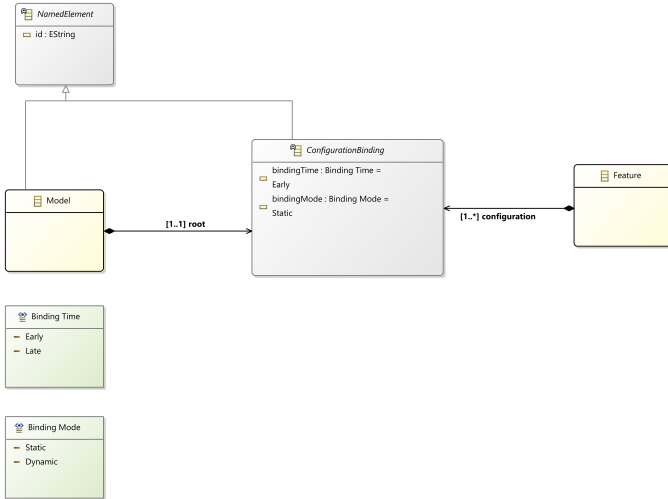 NamedElement
id : EString
ConfigurationBinding
bindingTime : Binding Time =
Early
bindingMode : Binding Mode =
Static
Feature
Model
[1..1] root
[1..*] configuration
Binding Time
Early
Late
Binding Mode
Static
Dynamic